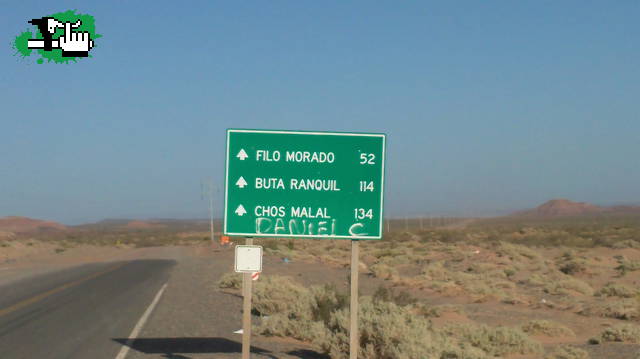 FILO MORADO 52
BUTA RANQUIL 114
CHOS MALAL 134
DANIEL C